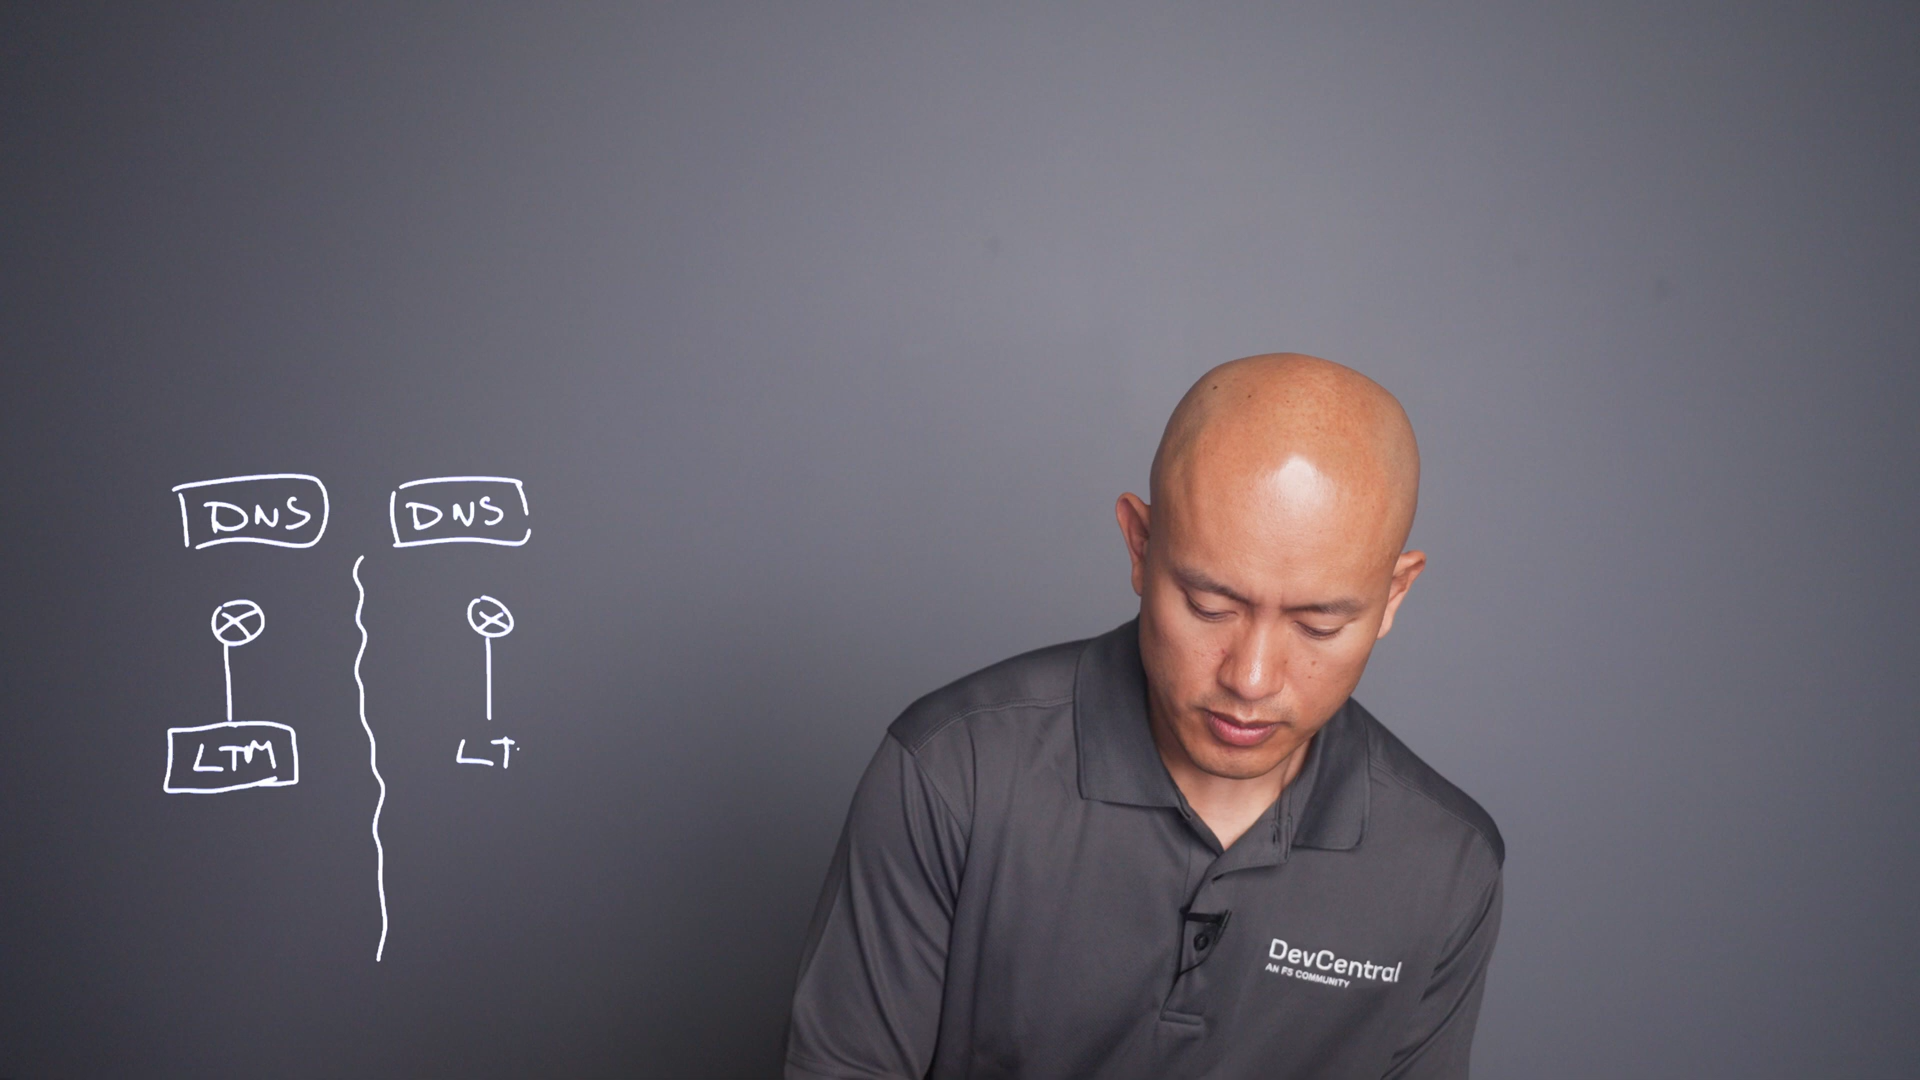 DNS
DNS
LTM
LT
DevCentral
AN F5 COMMUNITY